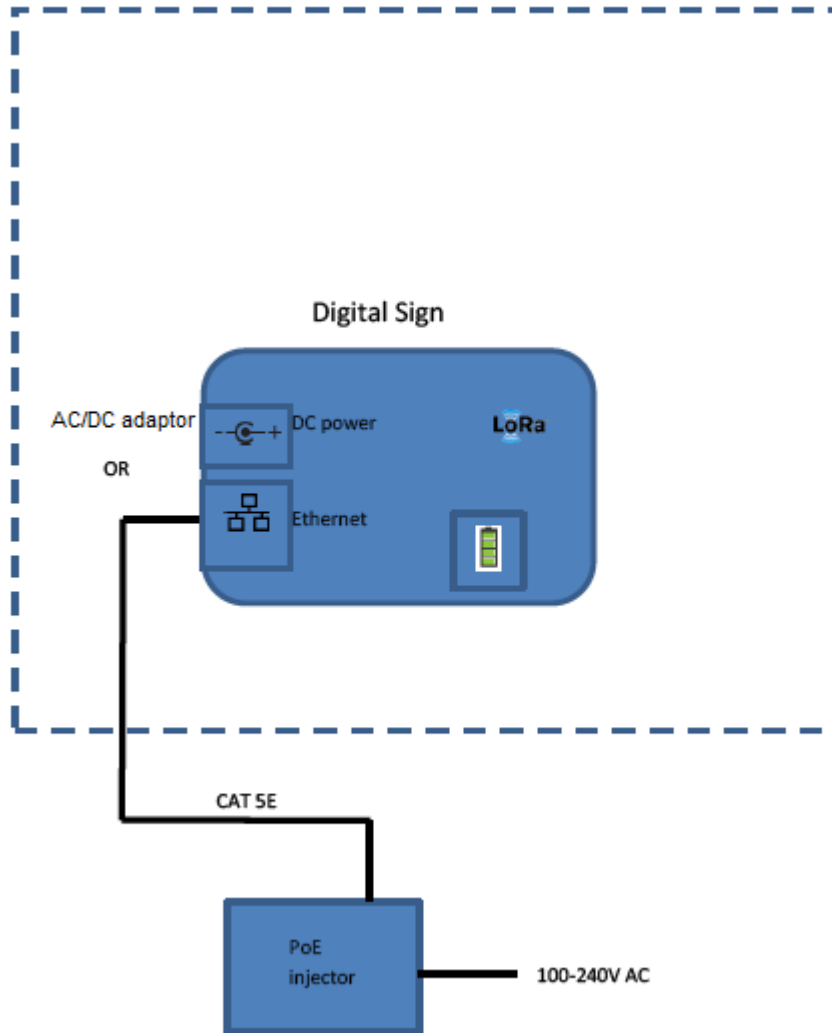 Digital Sign
AC/DC adaptor
DC power
LoRa
OR
Ethernet
CAT 5E
PoE
injector
100-240V AC